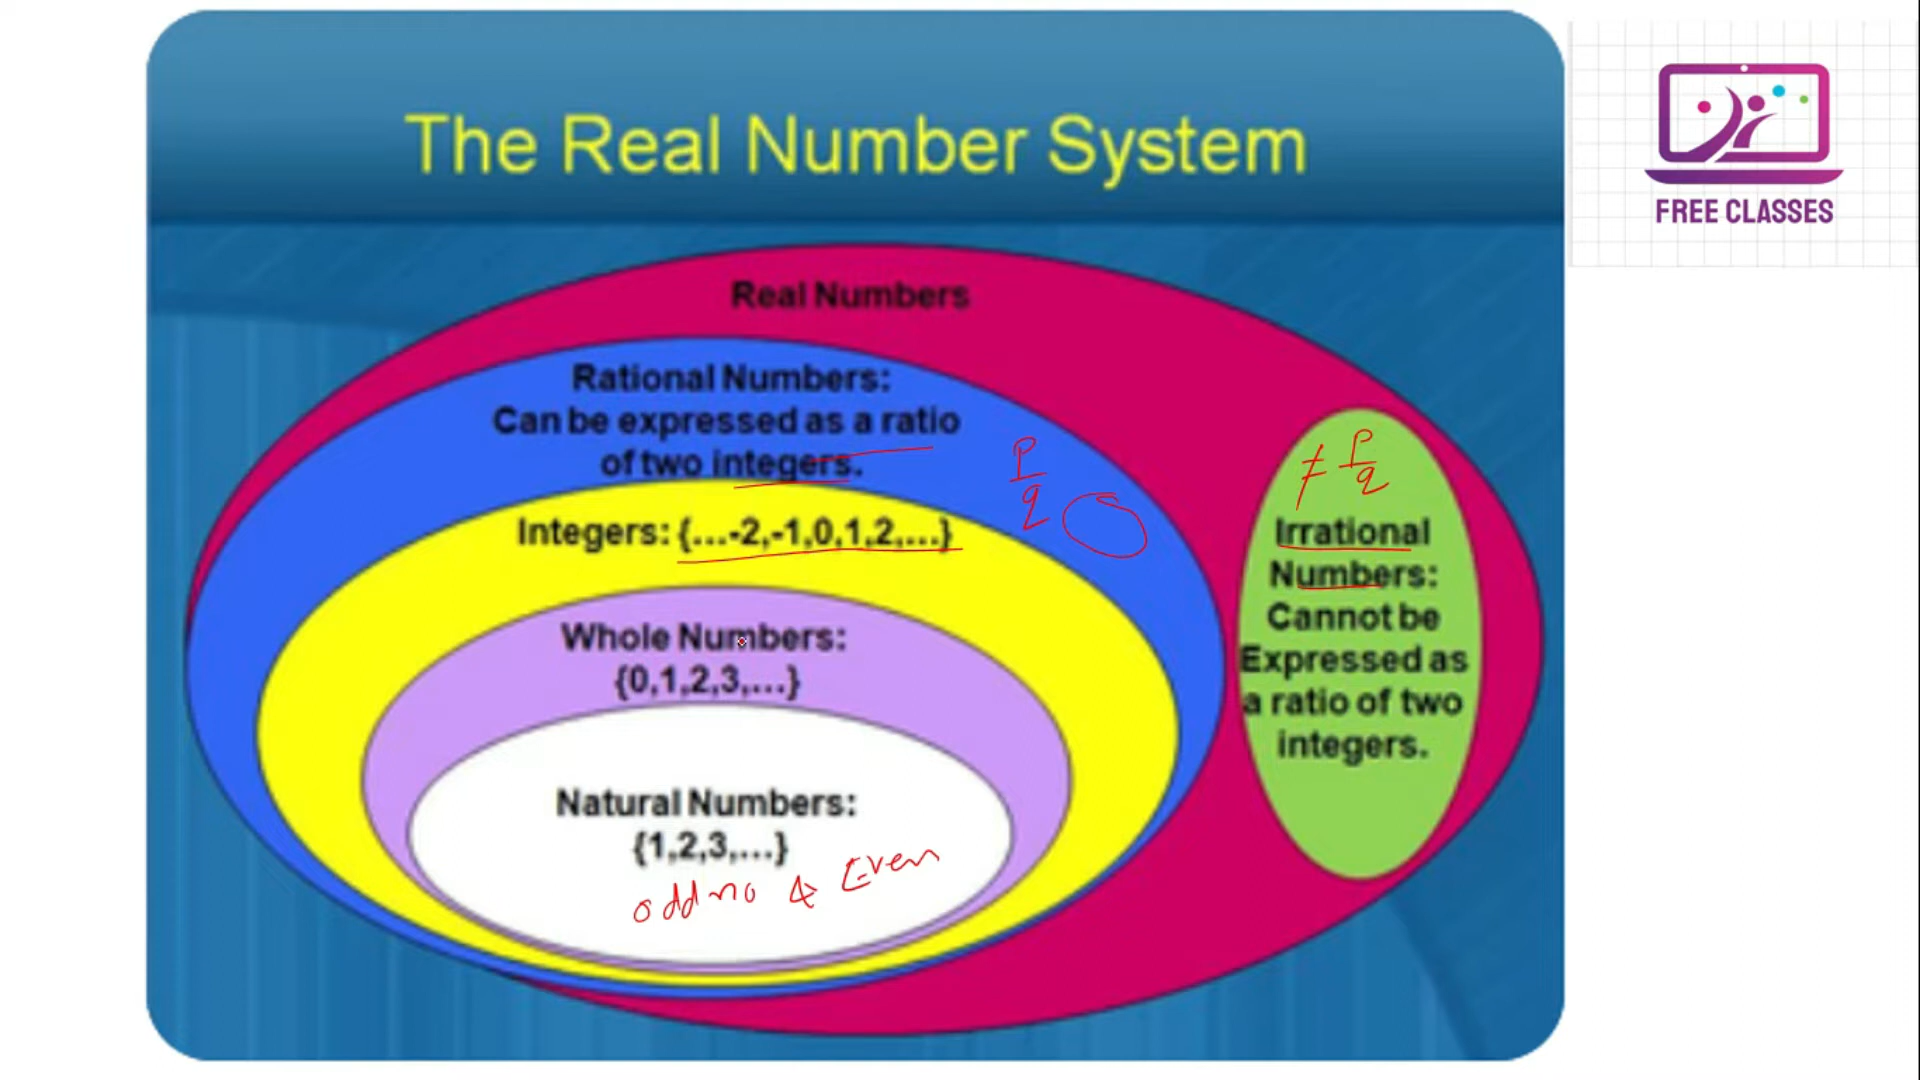 The Real Number System
FREE CLASSES
Real Numbers
Rational Numbers:
Can be expressed as a ratio
of two integers.
p
q
≠ p
q
Integers: {...-2,-1,0,1,2,...}
Irrational
Numbers:
Cannot be
Expressed as
a ratio of two
integers.
Whole Numbers:
{0,1,2,3,...}
Natural Numbers:
{1,2,3,...}
odd no & Even